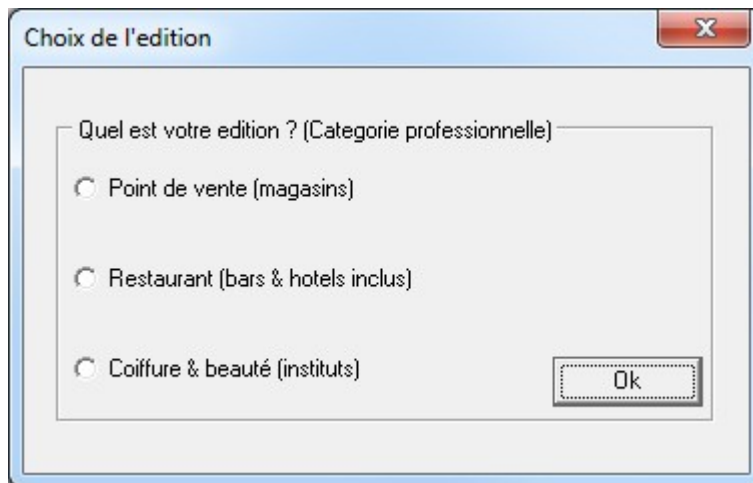 Choix de l'edition
Quel est votre edition ? (Categorie professionnelle)
Point de vente (magasins)
Restaurant (bars & hotels inclus)
Coiffure & beauté (instituts)
Ok